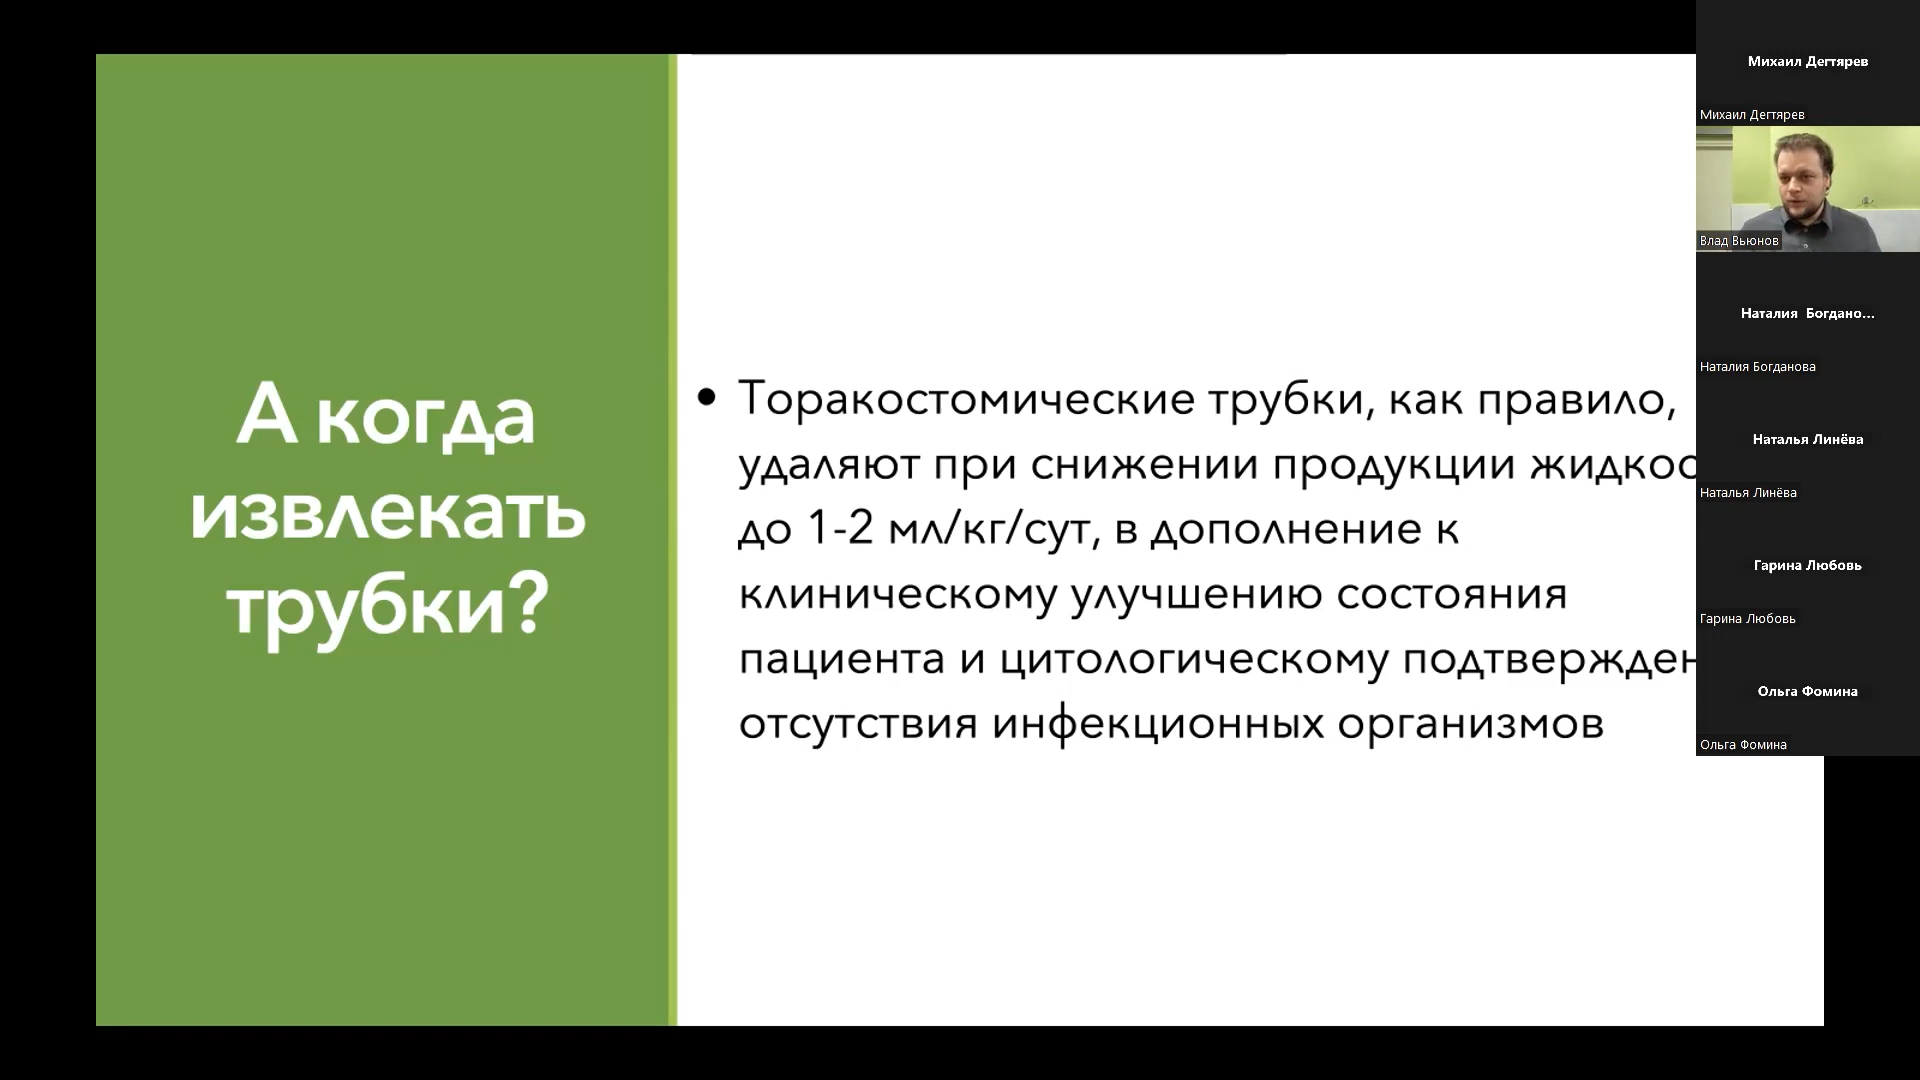 А когда
извлекать
трубки?
• Торакостомические трубки, как правило,
удаляют при снижении продукции
до 1-2 мл/кг/сут, в дополнение к
клиническому улучшению состояния
пациента и цитологическому
отсутствия инфекционных организмов
Михаил Дегтярев
Михаил Дегтярев
Влад Вьюнов
Наталия Богдано...
Наталия Богданова
Наталья Линёва
Наталья Линёва
Гарина Любовь
Гарина Любовь
Ольга Фомина
Ольга Фомина